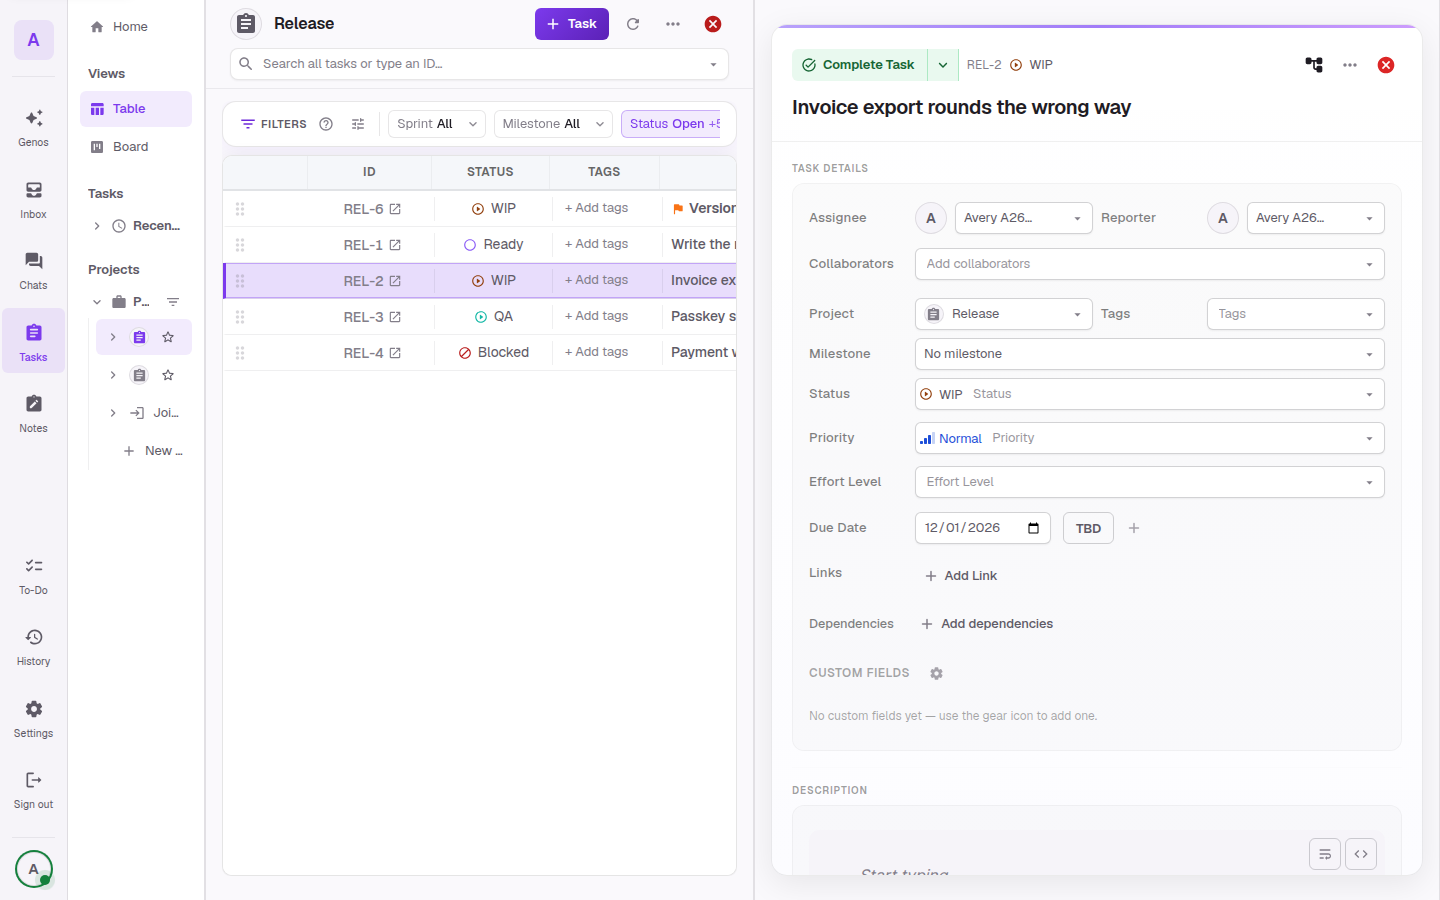 A
Genos
Inbox
Chats
Tasks
Notes
To-Do
History
Settings
Sign out
A
Home
Views
Table
Board
Tasks
Recen...
Projects
P...
Joi...
New ...
Release
Task
Search all tasks or type an ID...
FILTERS
Sprint All
Milestone All
Status Open +5
ID STATUS TAGS
REL-6 WIP + Add tags Version
REL-1 Ready + Add tags Write the
REL-2 WIP + Add tags Invoice ex
REL-3 QA + Add tags Passkey s
REL-4 Blocked + Add tags Payment
Complete Task REL-2 WIP
Invoice export rounds the wrong way
TASK DETAILS
Assignee A Avery A26... Reporter A Avery A26...
Collaborators Add collaborators
Project Release Tags Tags
Milestone No milestone
Status WIP Status
Priority Normal Priority
Effort Level Effort Level
Due Date 12/01/2026 TBD
Links Add Link
Dependencies Add dependencies
CUSTOM FIELDS
No custom fields yet — use the gear icon to add one.
DESCRIPTION
Start typing